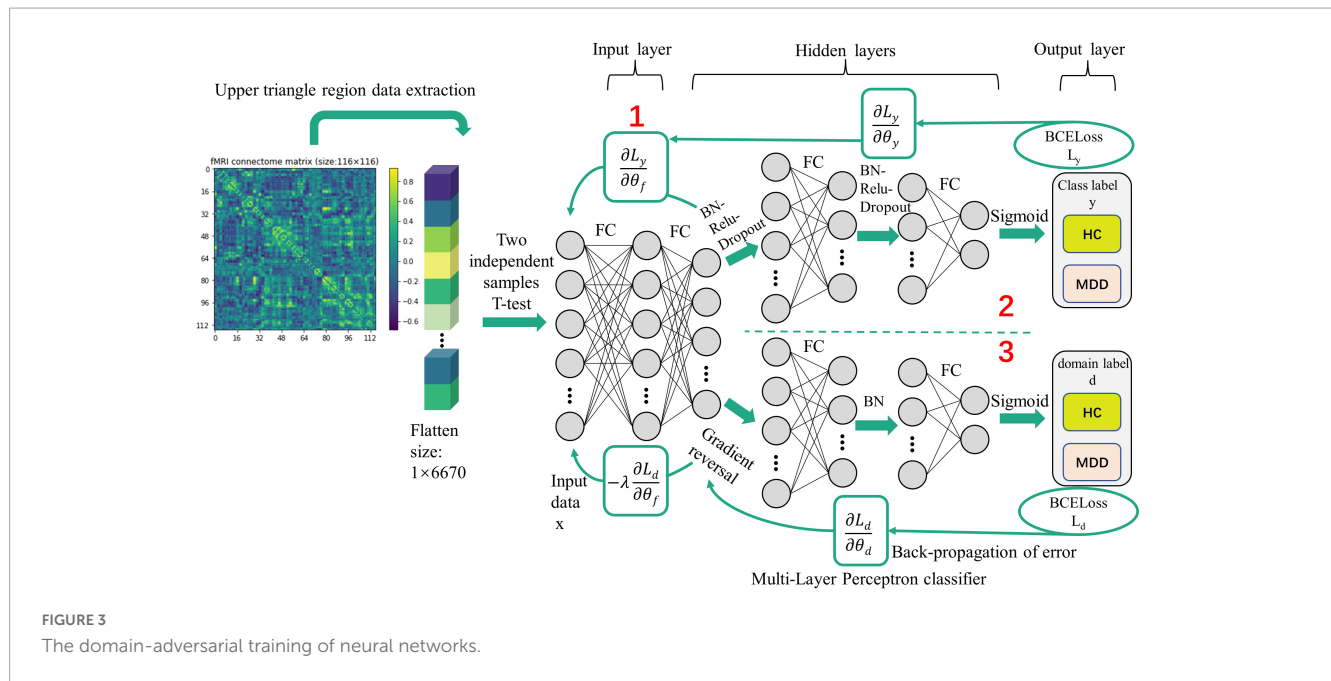 Input layer
Hidden layers
Output layer
Upper triangle region data extraction
1
∂L_y
∂θ_f
∂L_y
∂θ_y
BCELoss
L_y
fMRI connectome matrix (size:116×116)
0
16
32
48
64
80
96
112
0 16 32 48 64 80 96 112
0.8
0.6
0.4
0.2
0.0
−0.2
−0.4
−0.6
Flatten
size:
1×6670
Two
independent
samples
T-test
FC
FC
BN-
Relu-
Dropout
FC
BN-
Relu-
Dropout
FC
Sigmoid
Class label
y
HC
MDD
2
3
FC
BN
FC
Sigmoid
domain label
d
HC
MDD
Input
data
x
−λ ∂L_d
∂θ_f
Gradient
reversal
∂L_d
∂θ_d
BCELoss
L_d
Back-propagation of error
Multi-Layer Perceptron classifier
FIGURE 3
The domain-adversarial training of neural networks.